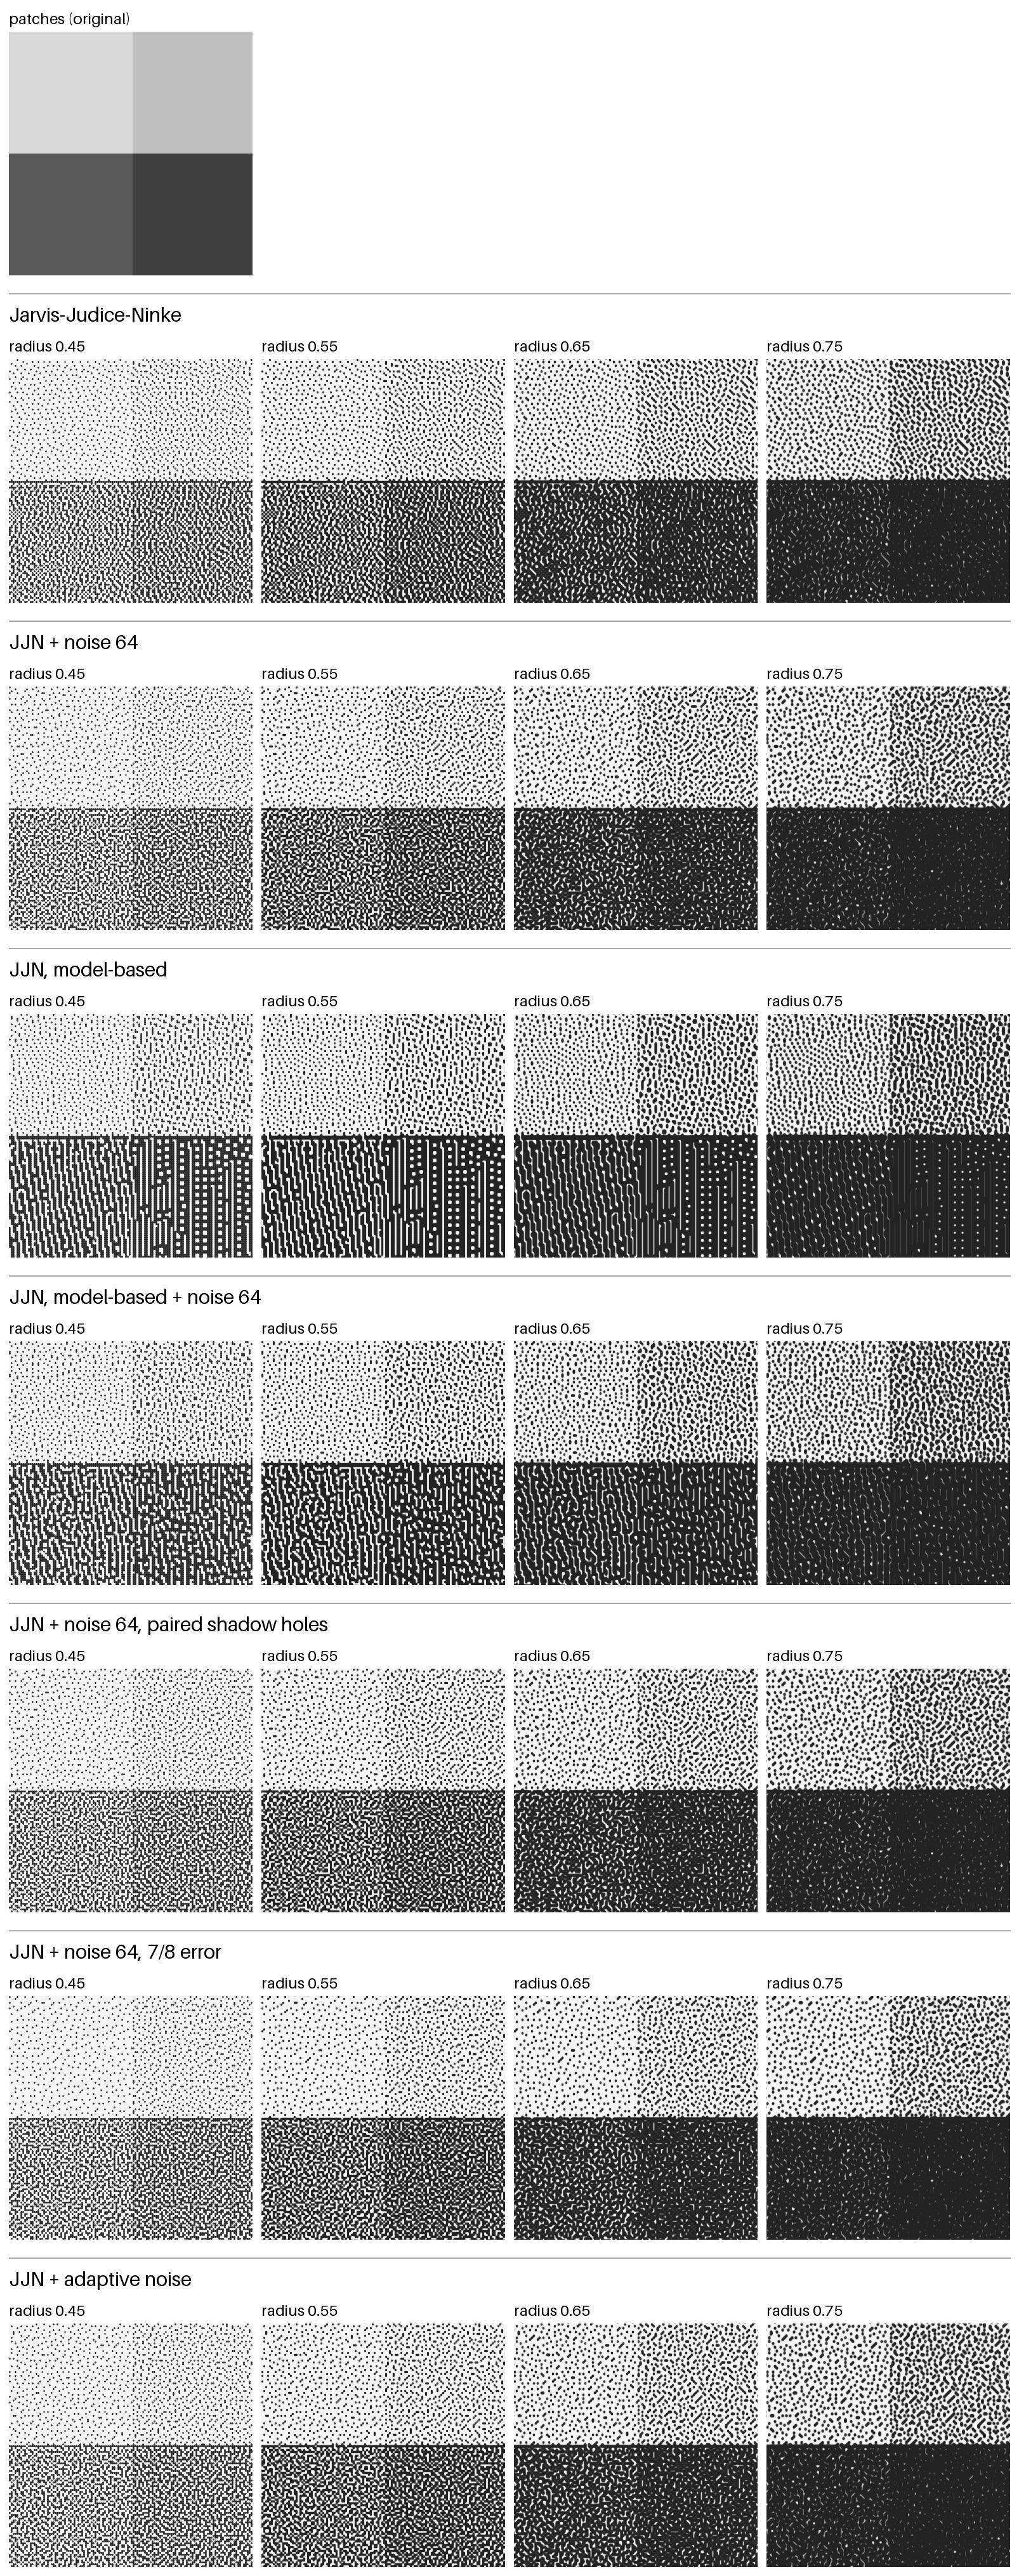 patches (original)
Jarvis-Judice-Ninke
radius 0.45 radius 0.55 radius 0.65 radius 0.75
JJN + noise 64
radius 0.45 radius 0.55 radius 0.65 radius 0.75
JJN, model-based
radius 0.45 radius 0.55 radius 0.65 radius 0.75
JJN, model-based + noise 64
radius 0.45 radius 0.55 radius 0.65 radius 0.75
JJN + noise 64, paired shadow holes
radius 0.45 radius 0.55 radius 0.65 radius 0.75
JJN + noise 64, 7/8 error
radius 0.45 radius 0.55 radius 0.65 radius 0.75
JJN + adaptive noise
radius 0.45 radius 0.55 radius 0.65 radius 0.75